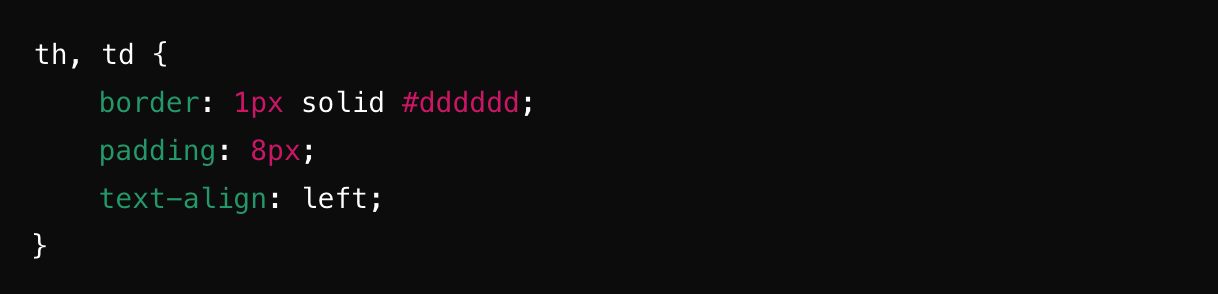 th, td {
    border: 1px solid #dddddd;
    padding: 8px;
    text-align: left;
}